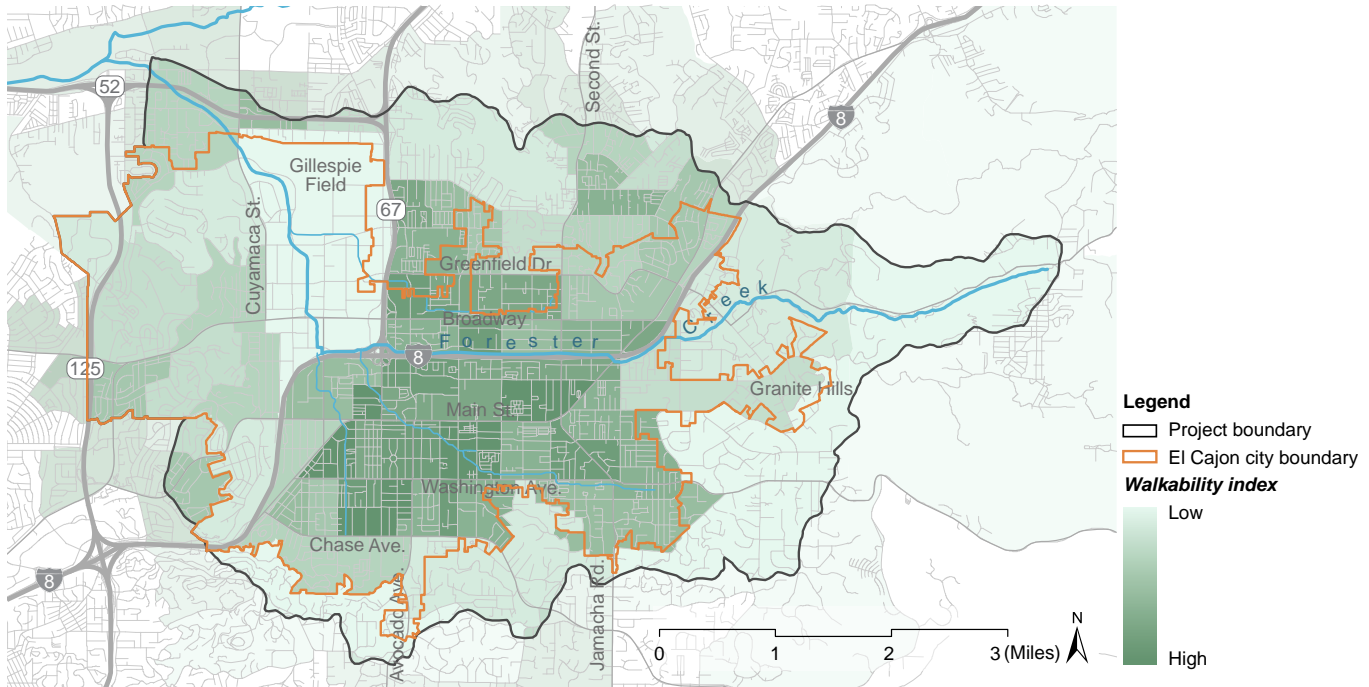 Second St.
52
8
Gillespie
Field
67
Cuyamaca St.
Greenfield Dr
Creek
Broadway
Forester
8
125
Granite Hills
Main St.
Washington Ave.
Chase Ave.
8
Avocado Ave.
Jamacha Rd.
0 1 2 3 (Miles)
N
Legend
Project boundary
El Cajon city boundary
Walkability index
Low
High